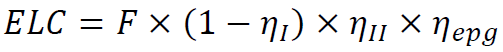 ELC = F × (1 − η_I) × η_II × η_epg